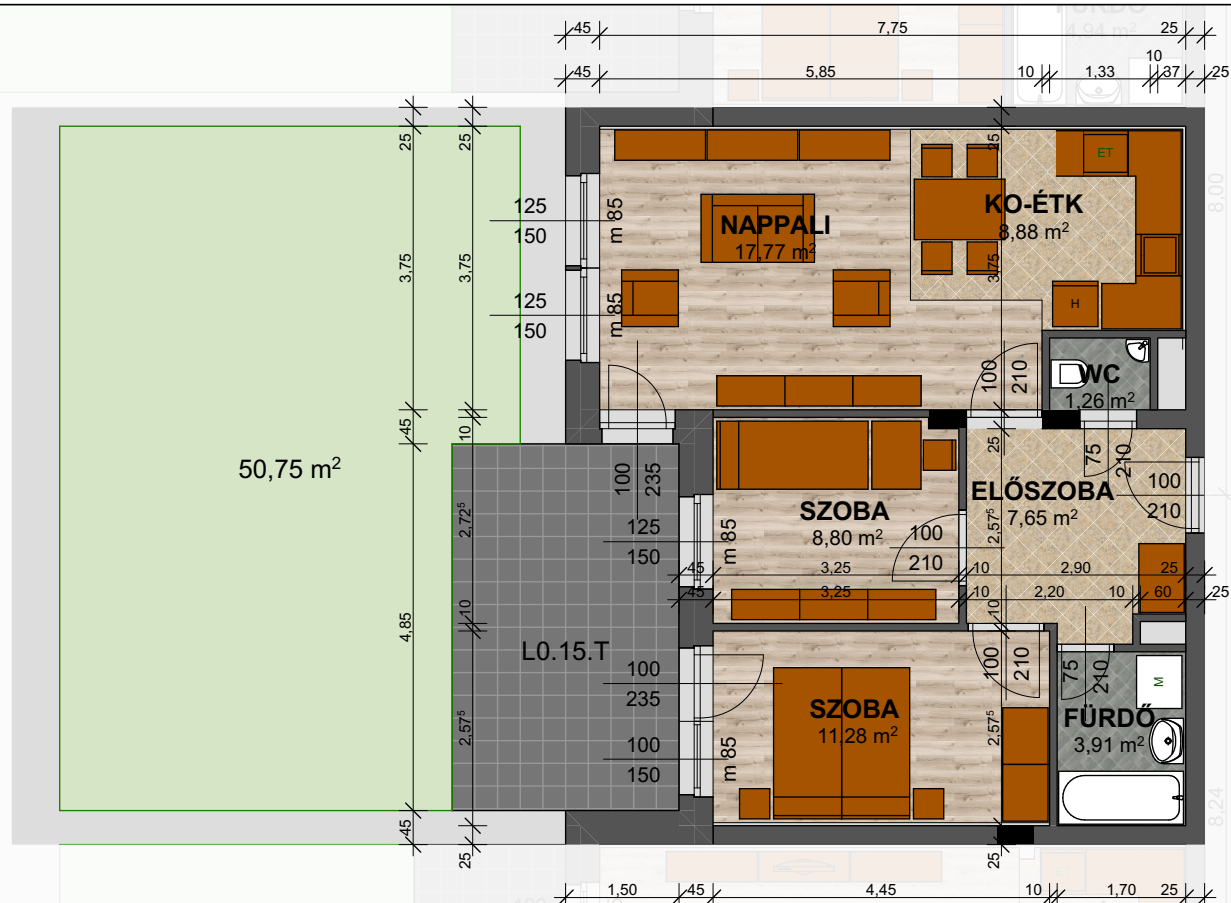 FÜRDŐ
4,94 m²
45
7,75
25
45
5,85
10
1,33
10
37
25
25
25
25
8,00
ET
125
150
m 85
NAPPALI
17,77 m²
KO-ÉTK
8,88 m²
3,75
3,75
3,75
125
150
m 85
H
100
210
WC
1,26 m²
45
10
25
50,75 m²
100
235
75
210
100
210
ELŐSZOBA
7,65 m²
SZOBA
8,80 m²
2,72⁵
125
150
m 85
100
210
2,57⁵
45
3,25
10
2,90
25
45
3,25
10
2,20
10
60
25
4,85
10
10
L0.15.T
100
235
100
210
75
210
M
SZOBA
11,28 m²
FÜRDŐ
3,91 m²
2,57⁵
2,57⁵
100
150
m 85
8,24
45
25
25
ET
1,50
45
4,45
10
1,70
25